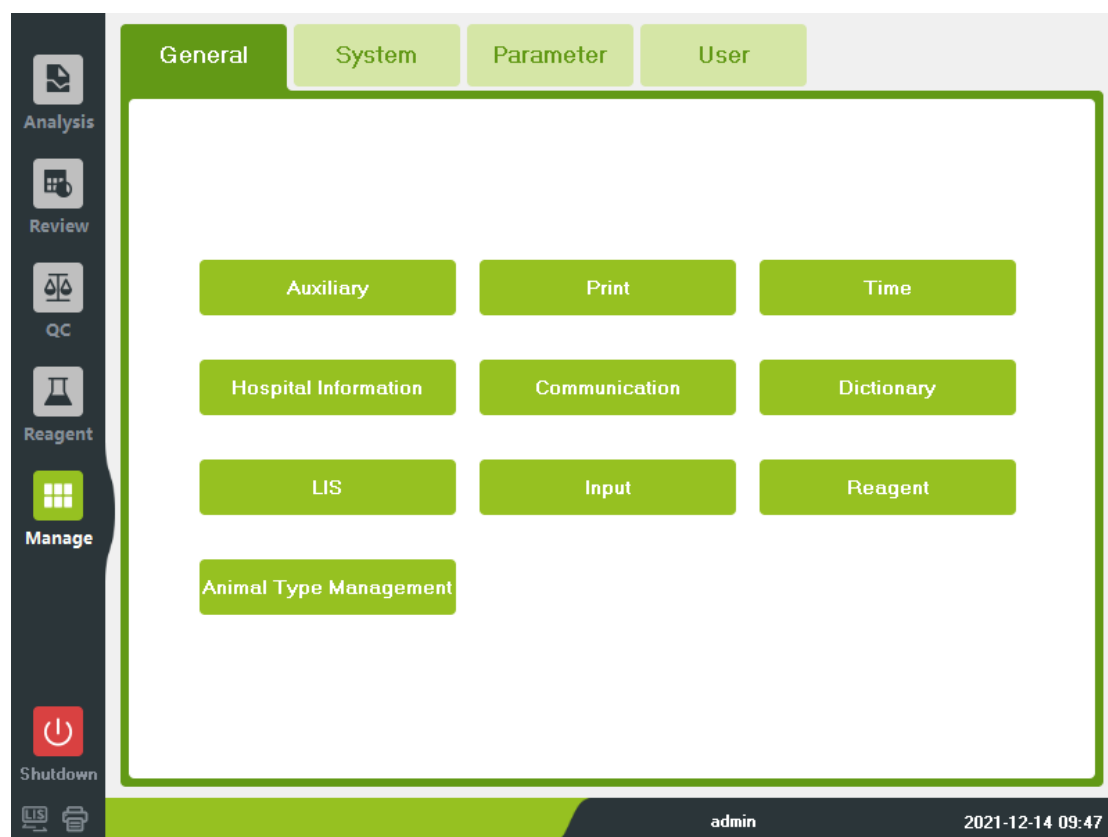 General System Parameter User
Analysis
Review
QC
Reagent
Manage
Shutdown
LIS
Auxiliary Print Time
Hospital Information Communication Dictionary
LIS Input Reagent
Animal Type Management
admin 2021-12-14 09:47